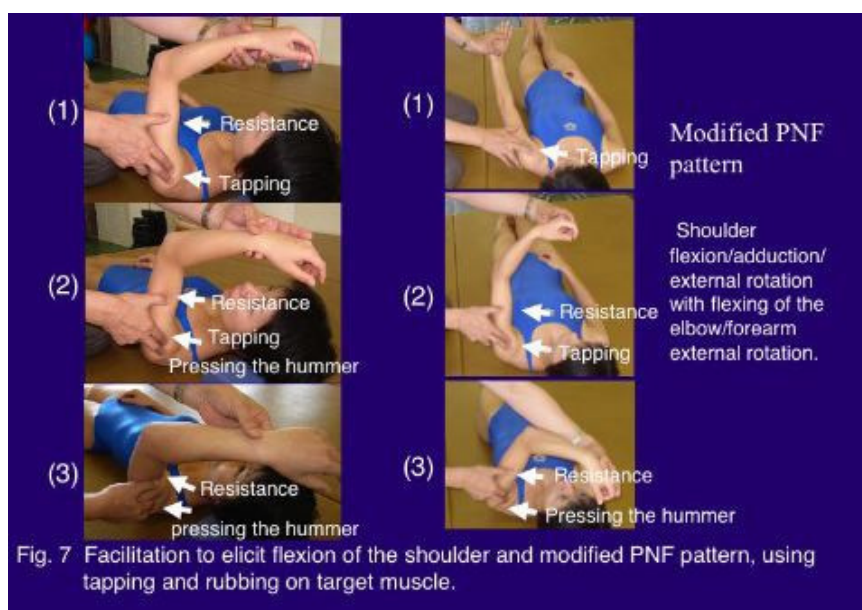 (1)
Resistance
Tapping
(2)
Resistance
Tapping
Pressing the hummer
(3)
Resistance
pressing the hummer
(1)
Tapping
(2)
Resistance
Tapping
(3)
Resistance
Pressing the hummer
Modified PNF
pattern
Shoulder
flexion/adduction/
external rotation
with flexing of the
elbow/forearm
external rotation.
Fig. 7 Facilitation to elicit flexion of the shoulder and modified PNF pattern, using
tapping and rubbing on target muscle.